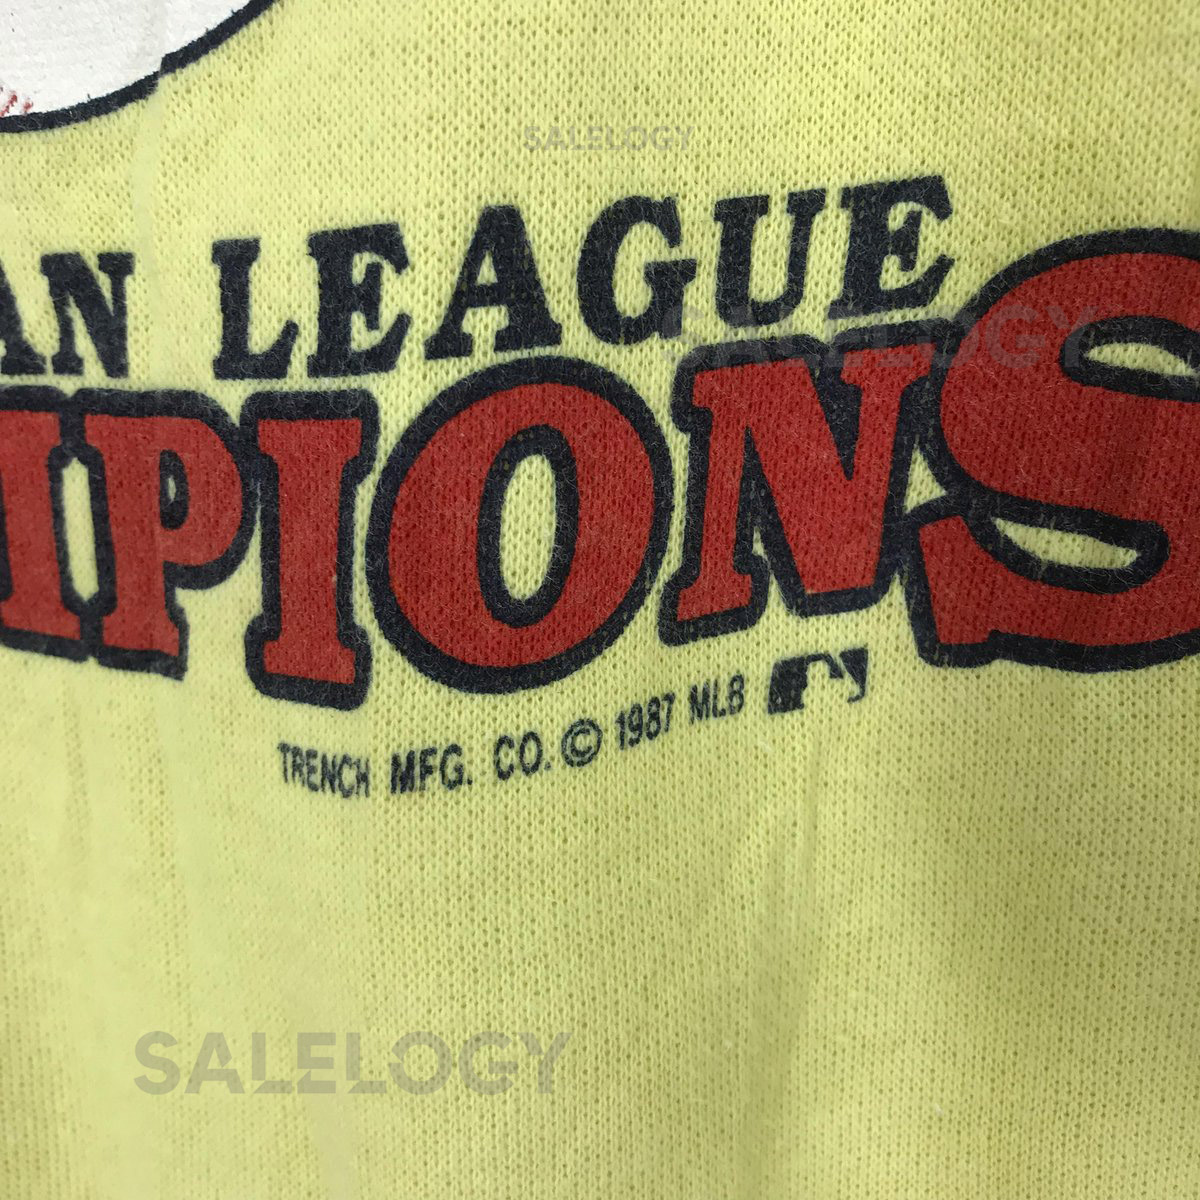 SALELOGY
AN LEAGUE
SALELOGY
IPIONS
TRENCH MFG. CO. © 1987 MLB
SALELOGY